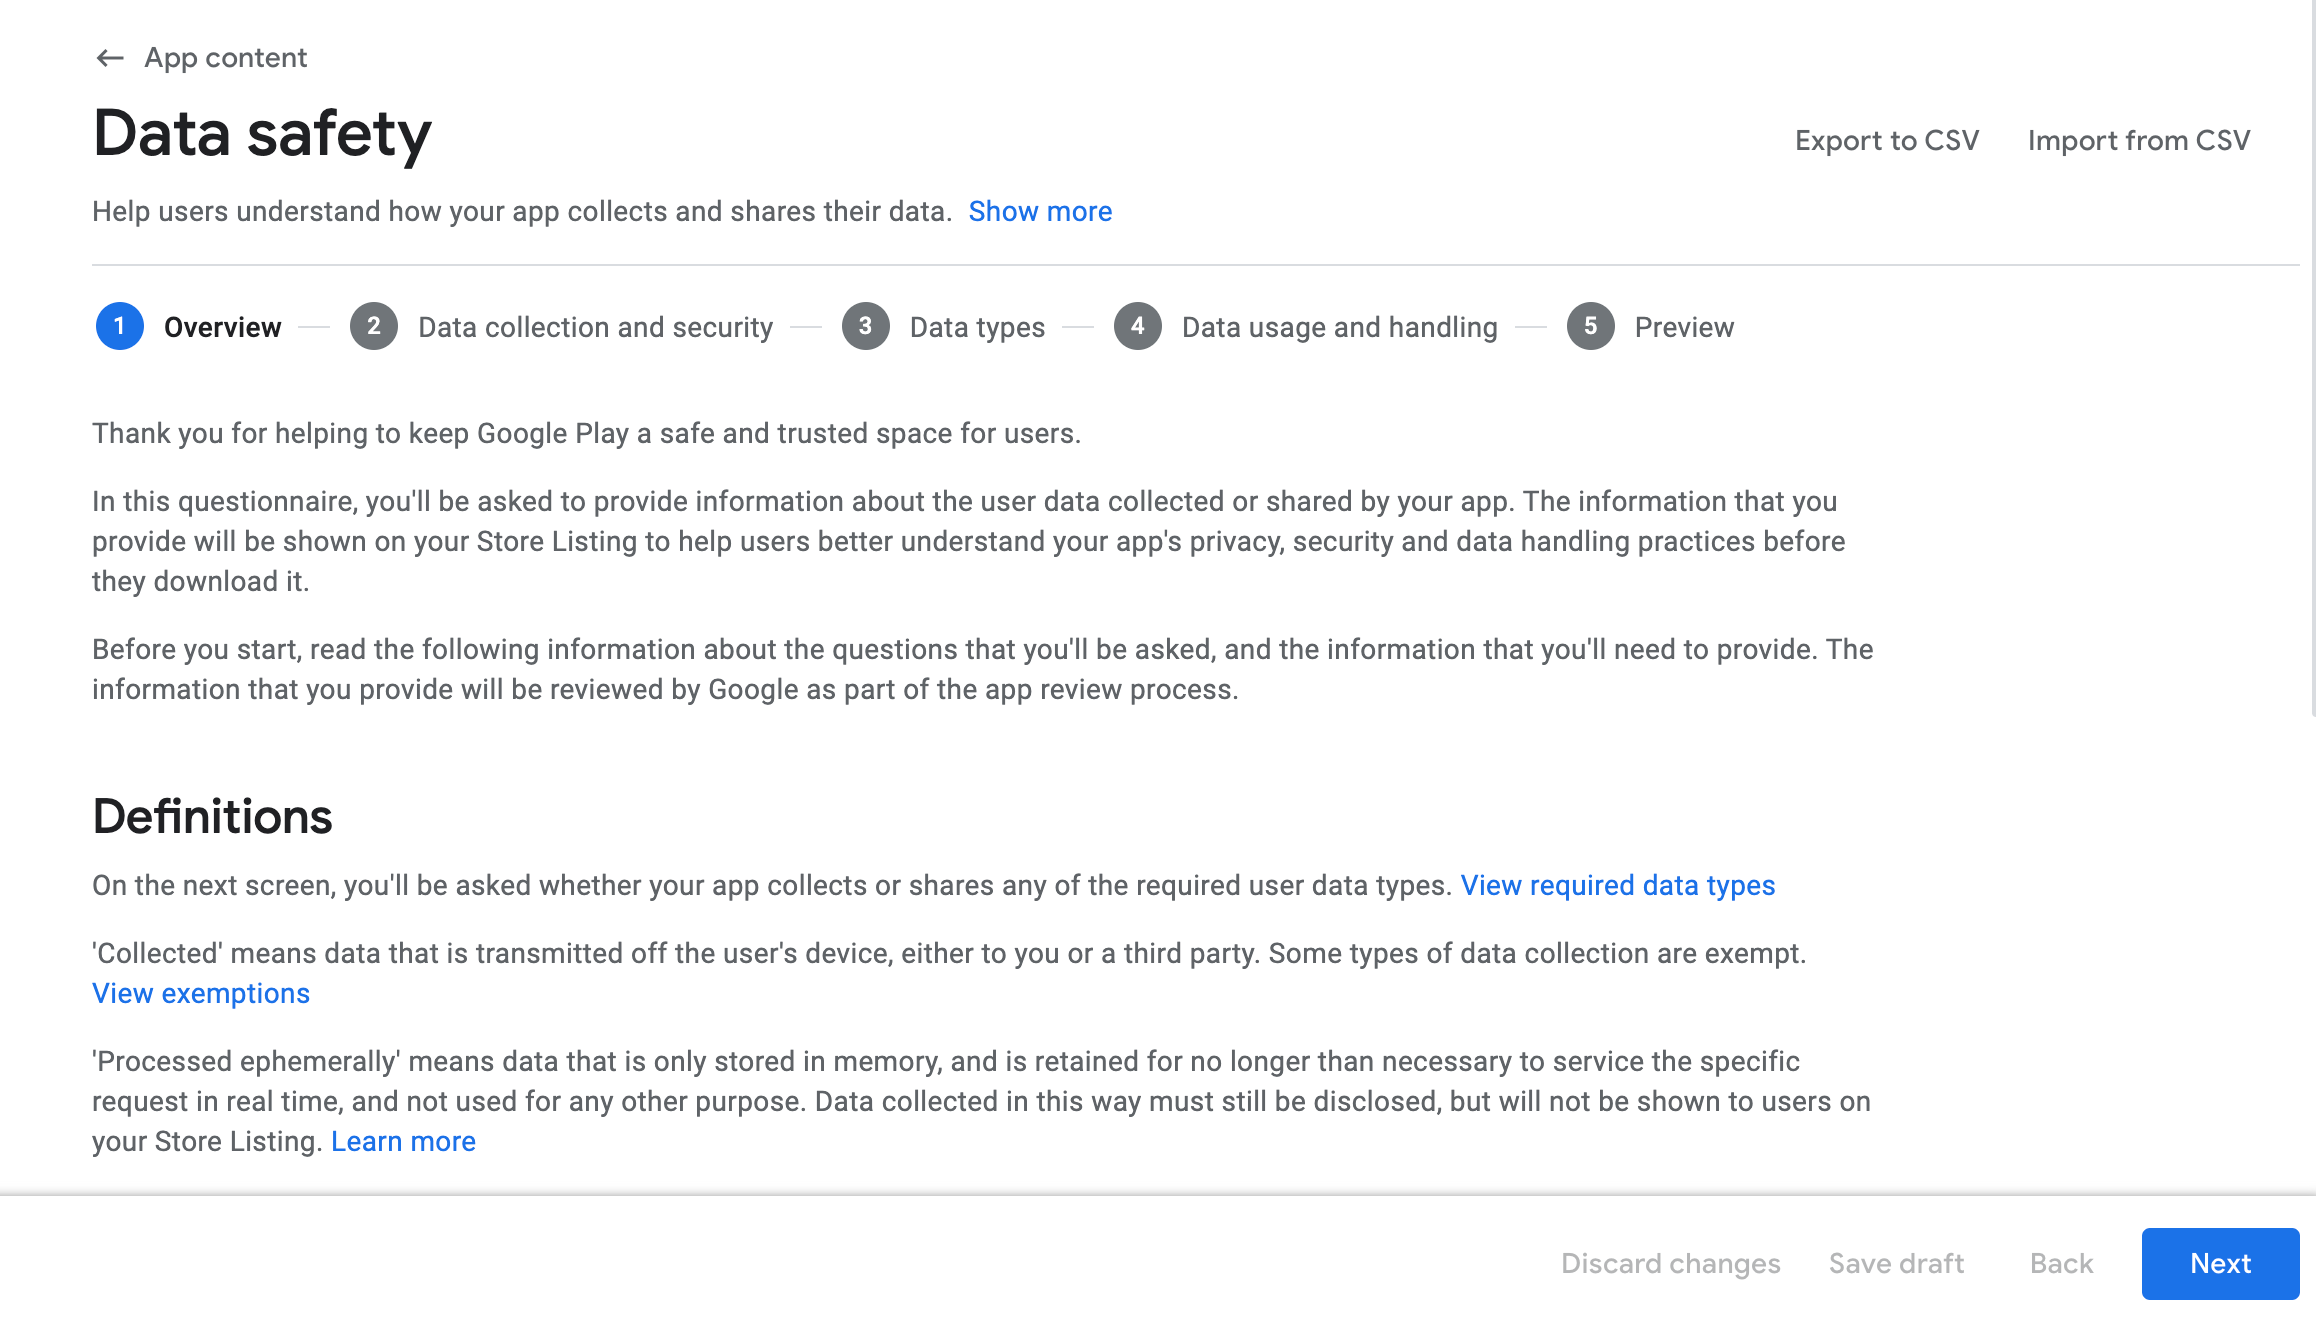 App content
Data safety
Export to CSV Import from CSV
Help users understand how your app collects and shares their data. Show more
1 Overview 2 Data collection and security 3 Data types 4 Data usage and handling 5 Preview
Thank you for helping to keep Google Play a safe and trusted space for users.
In this questionnaire, you'll be asked to provide information about the user data collected or shared by your app. The information that you
provide will be shown on your Store Listing to help users better understand your app's privacy, security and data handling practices before
they download it.
Before you start, read the following information about the questions that you'll be asked, and the information that you'll need to provide. The
information that you provide will be reviewed by Google as part of the app review process.
Definitions
On the next screen, you'll be asked whether your app collects or shares any of the required user data types. View required data types
'Collected' means data that is transmitted off the user's device, either to you or a third party. Some types of data collection are exempt.
View exemptions
'Processed ephemerally' means data that is only stored in memory, and is retained for no longer than necessary to service the specific
request in real time, and not used for any other purpose. Data collected in this way must still be disclosed, but will not be shown to users on
your Store Listing. Learn more
Discard changes Save draft Back Next